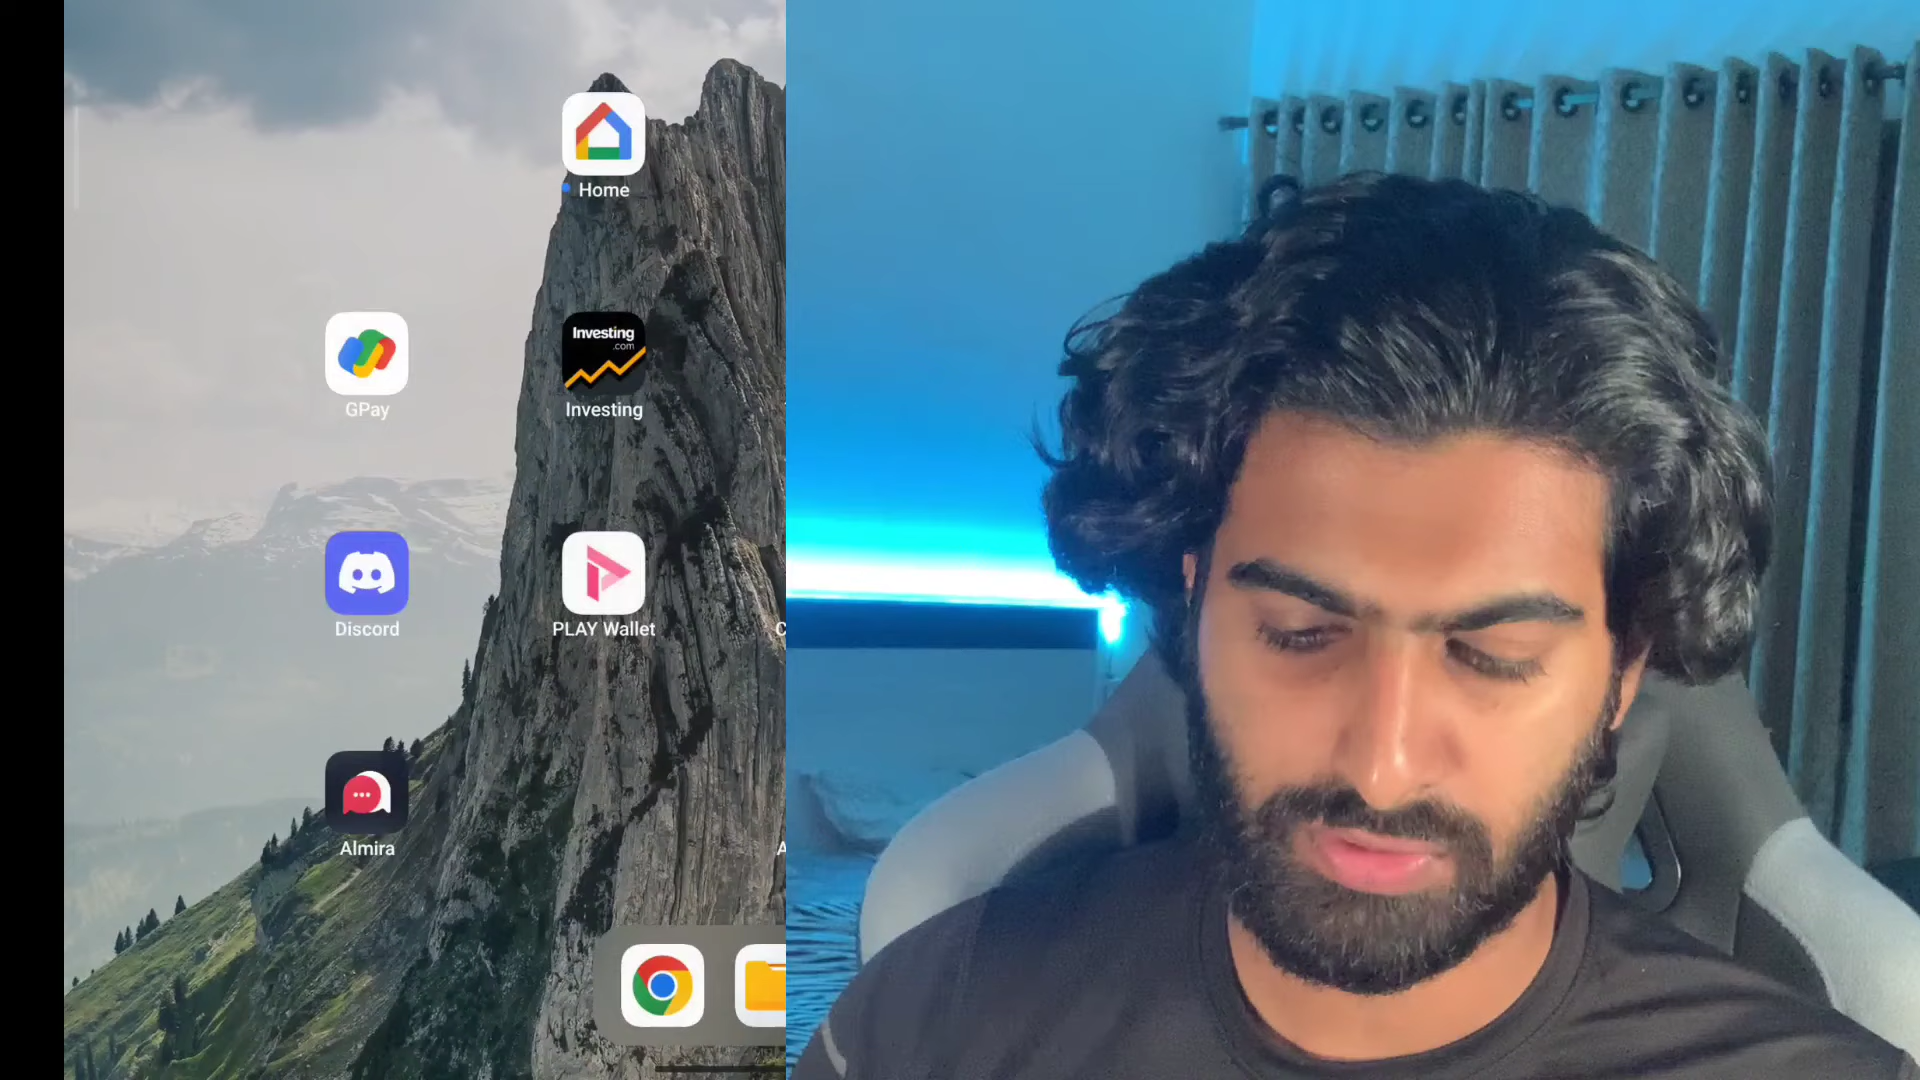 Home
Investing
.com
GPay
Investing
Discord
PLAY Wallet
Almira